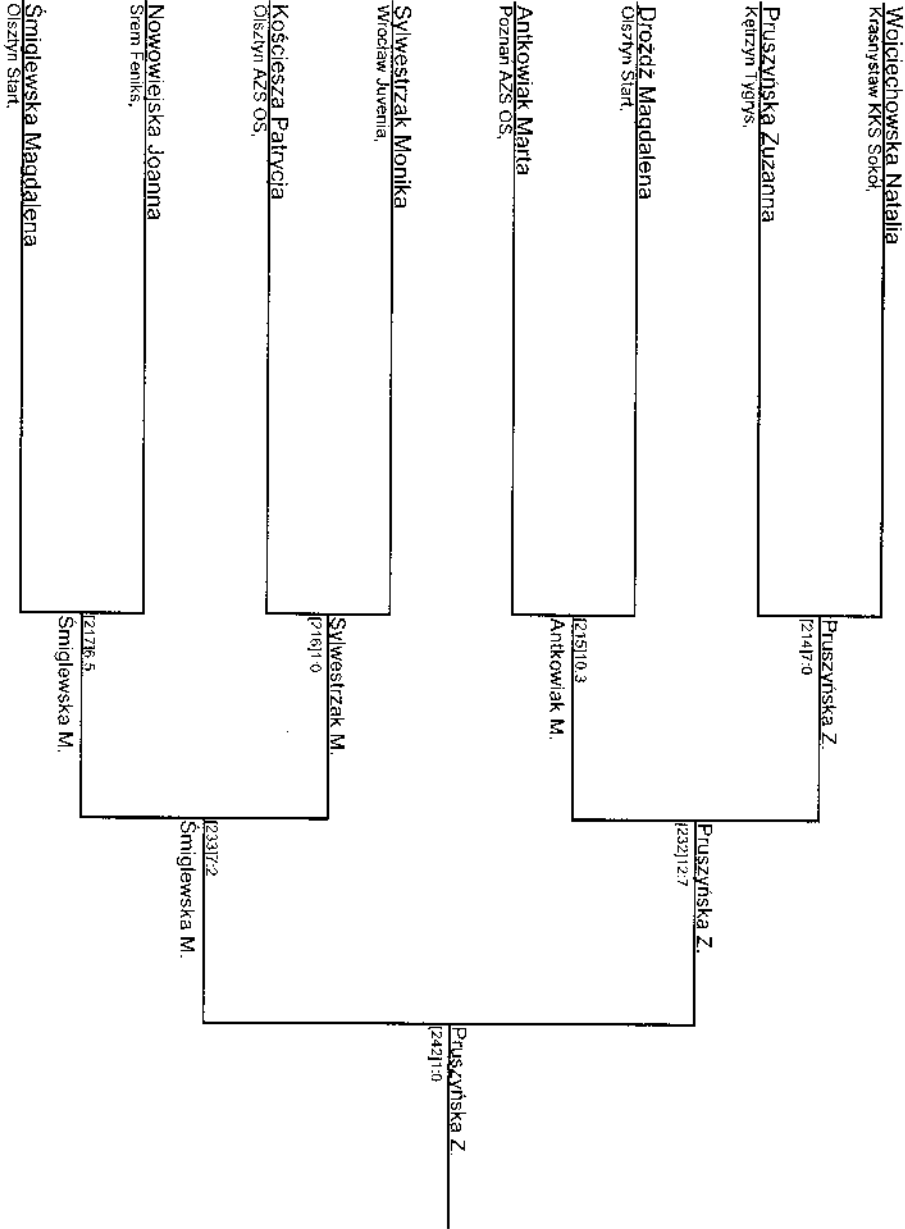 Wojciechowska Natalia
Krasnystaw KKS Sokół,
Pruszyńska Zuzanna
Kętrzyn Tygrys,
Drożdż Magdalena
Olsztyn Start,
Antkowiak Marta
Poznań AZS OŚ,
Sylwestrzak Monika
Wrocław Juvenia,
Kościesza Patrycja
Olsztyn AZS OŚ,
Nowowiejska Joanna
Śrem Feniks,
Śmiglewska Magdalena
Olsztyn Start,
Pruszyńska Z.
[214]7:0
[215]10:3
Antkowiak M.
Sylwestrzak M.
[216]1:0
[217]6:5
Śmiglewska M.
Pruszyńska Z.
[232]12:7
[233]7:2
Śmiglewska M.
Pruszyńska Z.
[242]1:0